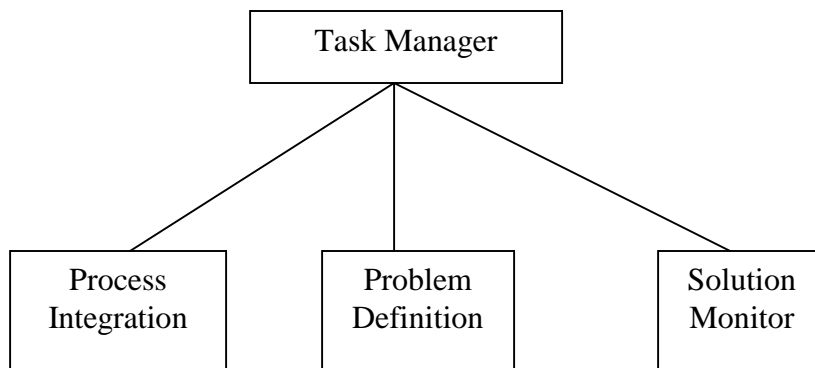 Task Manager
Process
Integration
Problem
Definition
Solution
Monitor